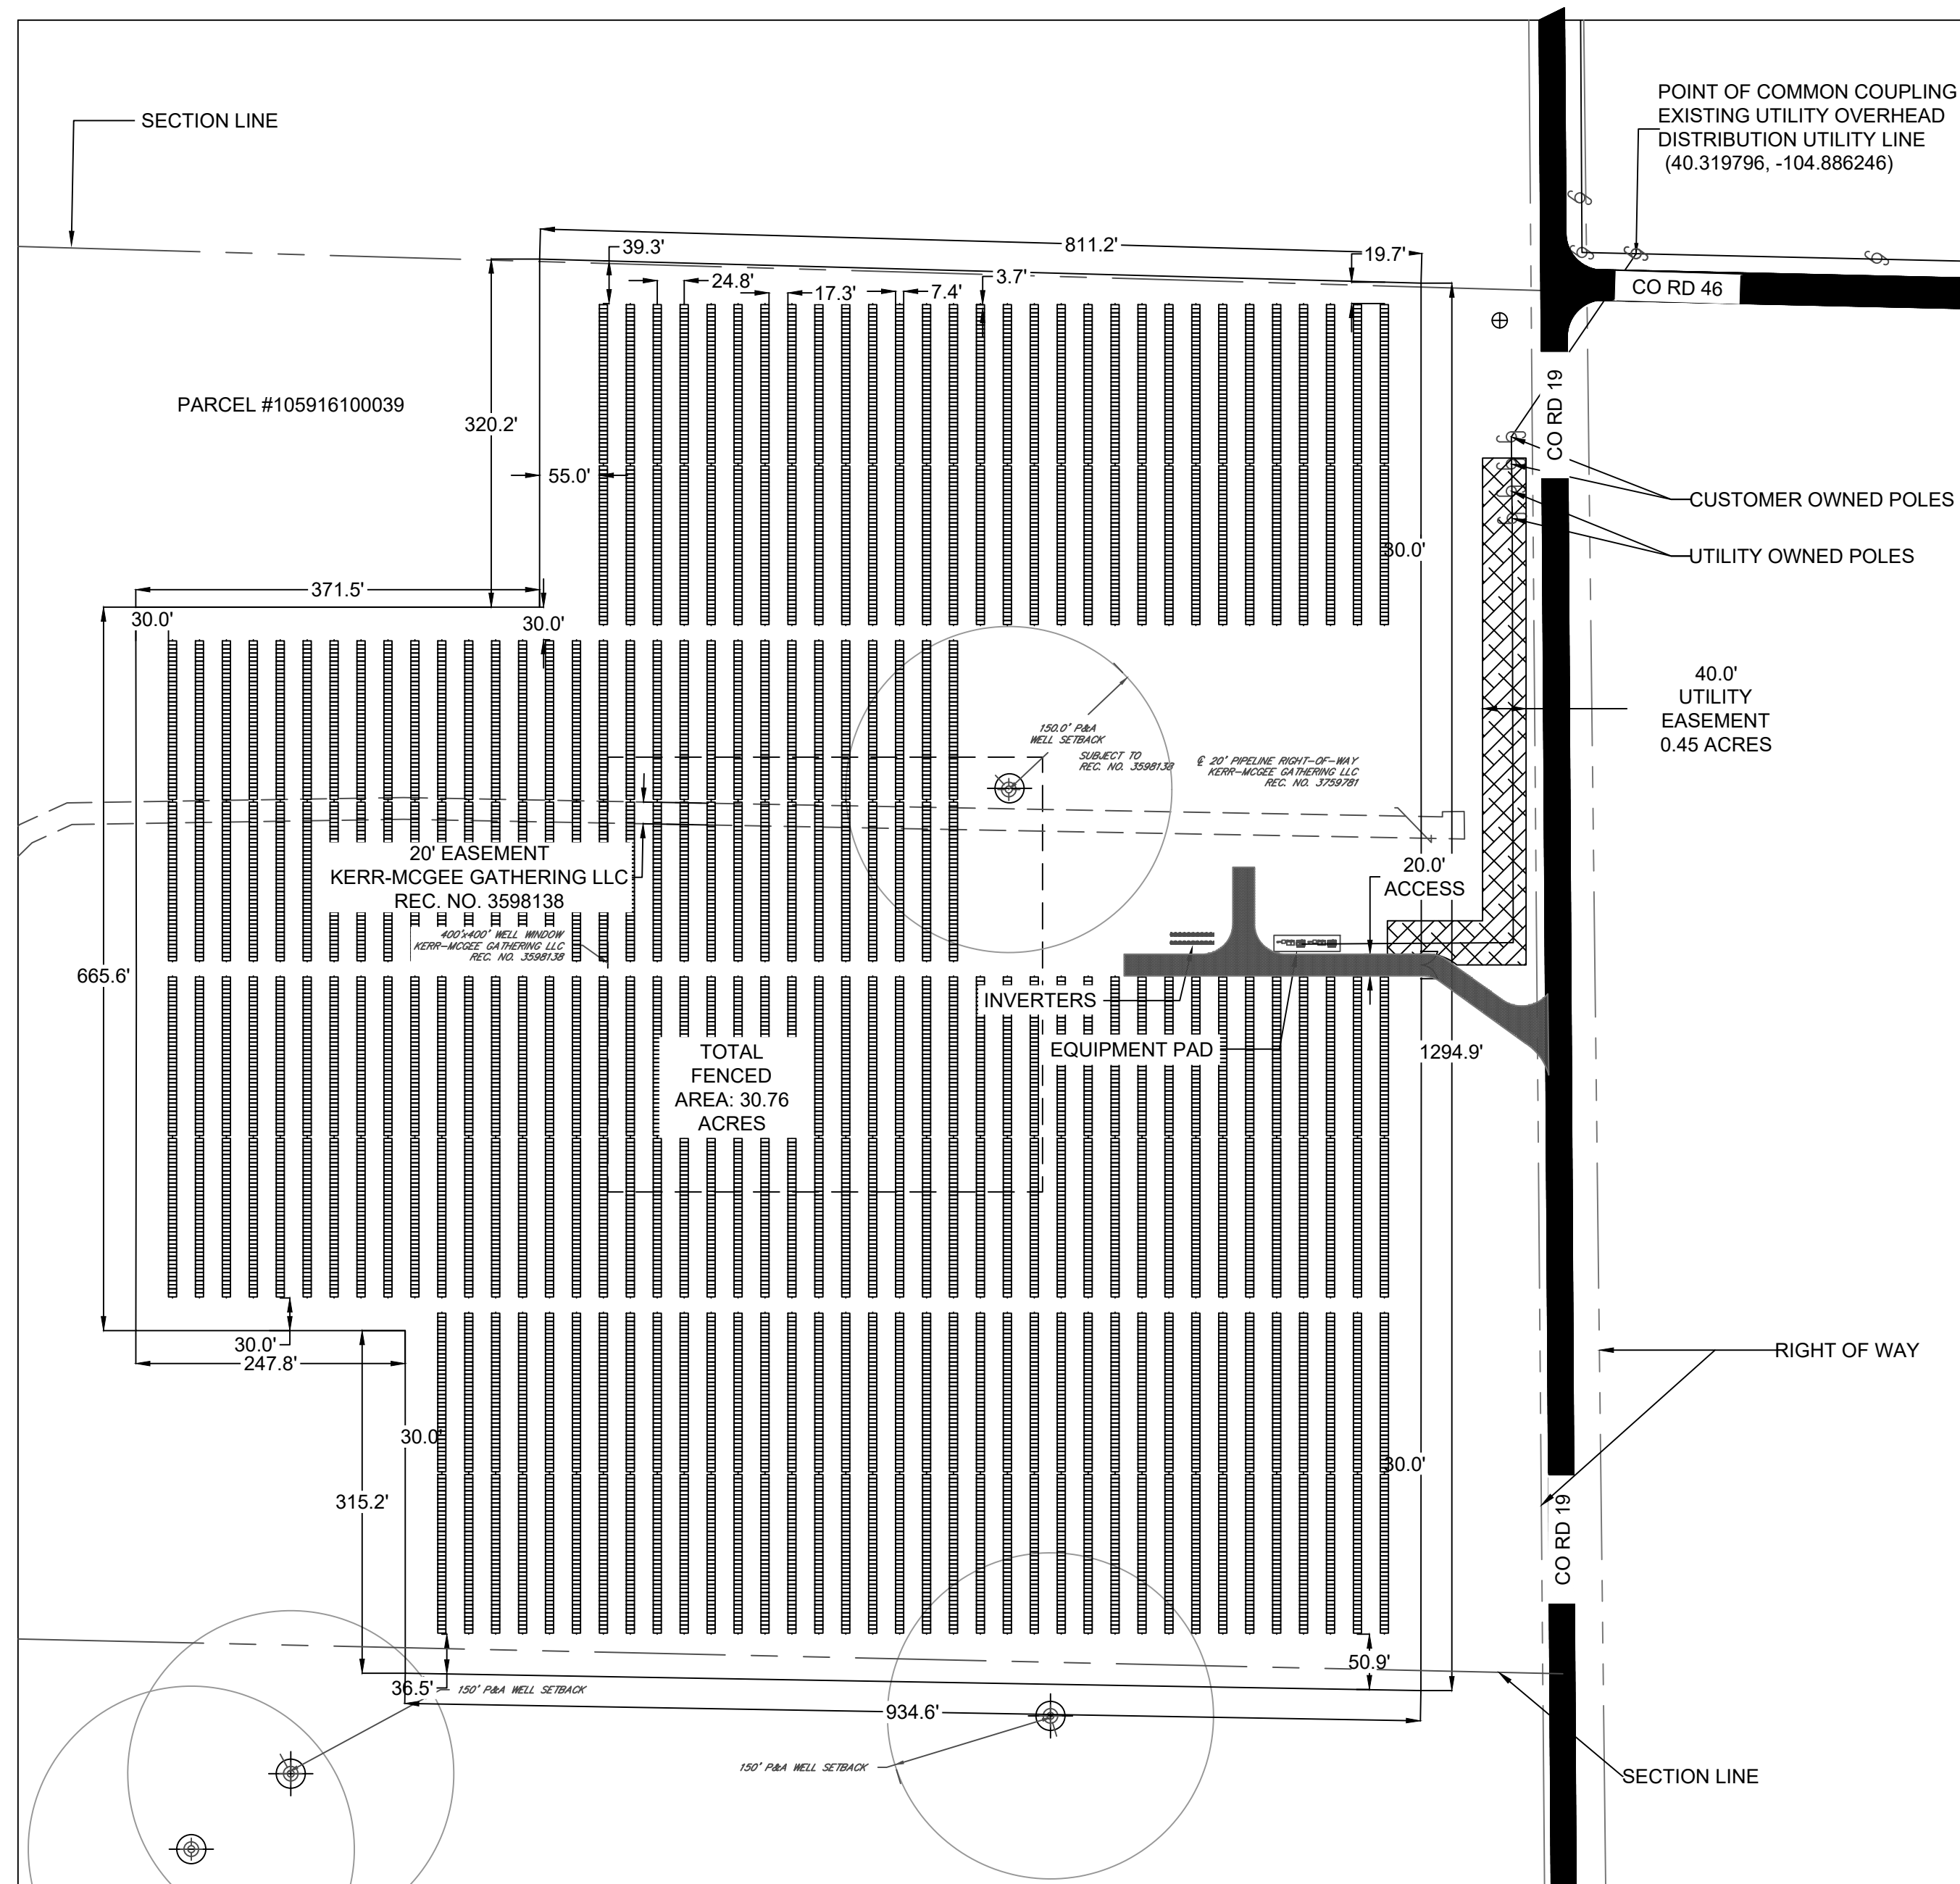 POINT OF COMMON COUPLING
EXISTING UTILITY OVERHEAD
DISTRIBUTION UTILITY LINE
(40.319796, -104.886246)
SECTION LINE
811.2'
39.3'
19.7'
3.7'
24.8'
17.3'
7.4'
CO RD 46
PARCEL #105916100039
320.2'
CO RD 19
55.0'
CUSTOMER OWNED POLES
30.0'
UTILITY OWNED POLES
371.5'
30.0'
30.0'
40.0'
UTILITY
EASEMENT
0.45 ACRES
150.0' P&A
WELL SETBACK
SUBJECT TO
REC. NO. 3598138
℄ 20' PIPELINE RIGHT-OF-WAY
KERR-MCGEE GATHERING LLC
REC. NO. 3759781
20' EASEMENT
KERR-MCGEE GATHERING LLC
REC. NO. 3598138
20.0'
ACCESS
400'x400' WELL WINDOW
KERR-MCGEE GATHERING LLC
REC. NO. 3598138
665.6'
INVERTERS
TOTAL
FENCED
AREA: 30.76
ACRES
EQUIPMENT PAD
1294.9'
30.0'
247.8'
RIGHT OF WAY
30.0'
30.0'
315.2'
CO RD 19
50.9'
36.5'
150' P&A WELL SETBACK
934.6'
150' P&A WELL SETBACK
SECTION LINE